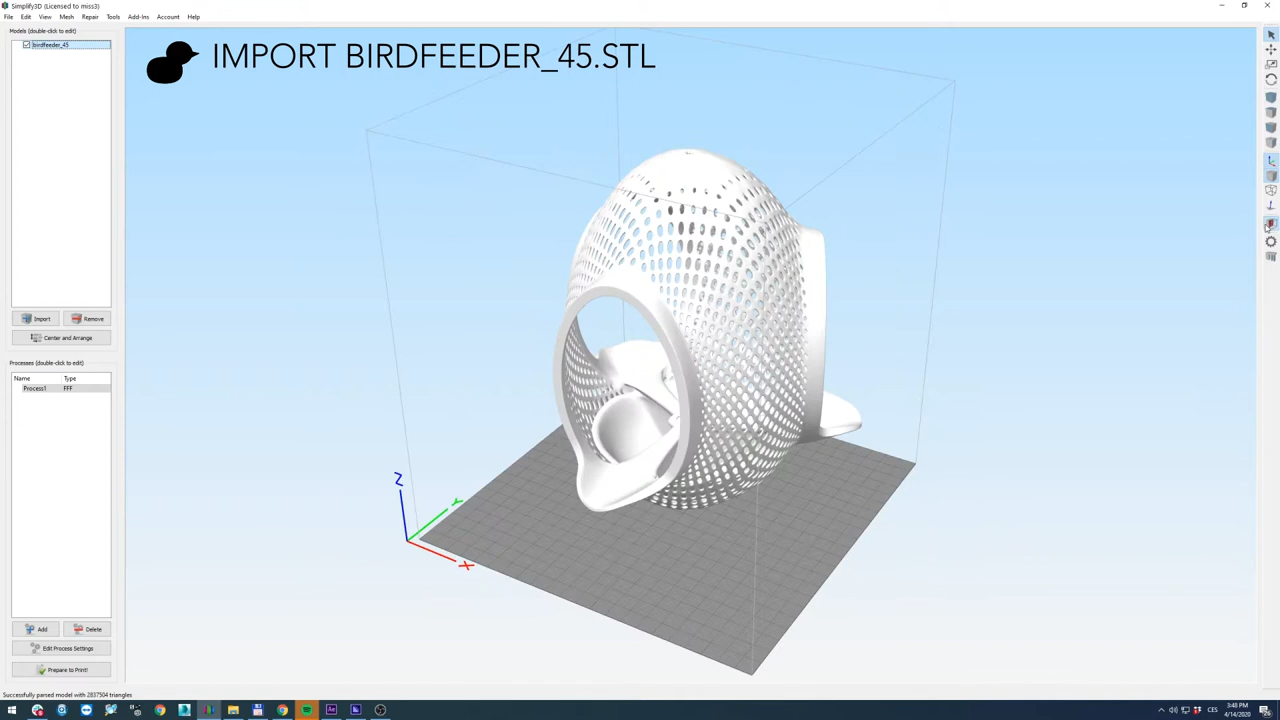 Simplify3D (Licensed to miss3)
File Edit View Mesh Repair Tools Add-Ins Account Help
Models (double-click to edit)
birdfeeder_45
IMPORT BIRDFEEDER_45.STL
Import Remove
Center and Arrange
Processes (double-click to edit)
Name Type
Process1 FFF
Z
Y
X
Add Delete
Edit Process Settings
Prepare to Print!
Successfully parsed model with 2837504 triangles
CES
3:48 PM
4/14/2020